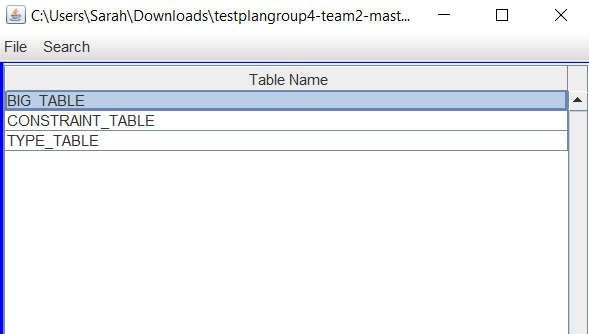 C:\Users\Sarah\Downloads\testplangroup4-team2-mast...
File Search
Table Name
BIG_TABLE
CONSTRAINT_TABLE
TYPE_TABLE